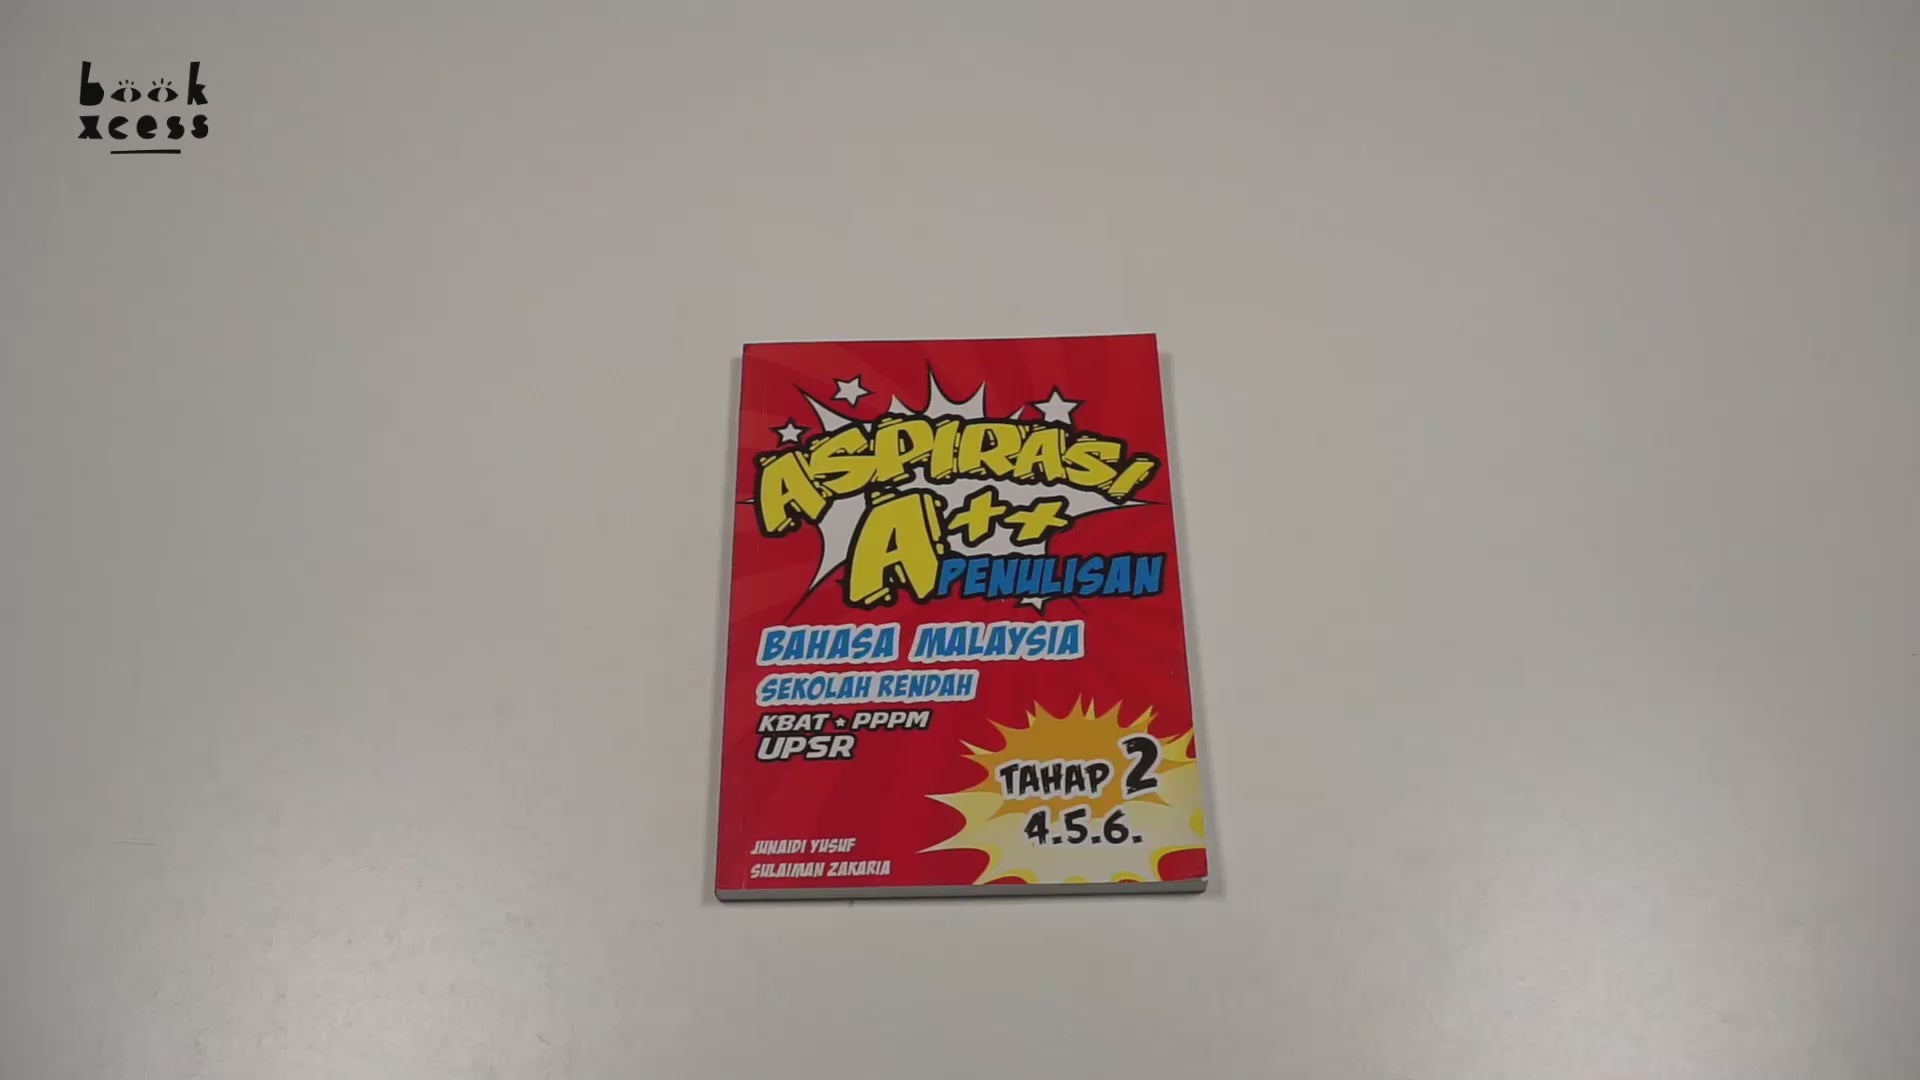 book
xcess
ASPIRASI
A++
PENULISAN
BAHASA MALAYSIA
SEKOLAH RENDAH
KBAT ★ PPPM
UPSR
TAHAP 2
4.5.6.
JUNAIDI YUSUF
SULAIMAN ZAKARIA